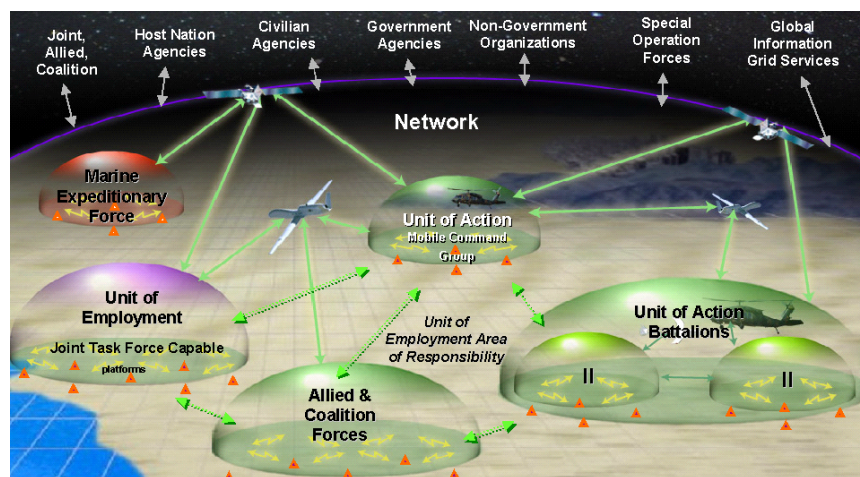 Joint,
Allied,
Coalition
Host Nation
Agencies
Civilian
Agencies
Government
Agencies
Non-Government
Organizations
Special
Operation
Forces
Global
Information
Grid Services
Network
Marine
Expeditionary
Force
Unit of Action
Mobile Command
Group
Unit of
Employment
Joint Task Force Capable
platforms
Unit of
Employment Area
of Responsibility
Unit of Action
Battalions
II
II
Allied &
Coalition
Forces